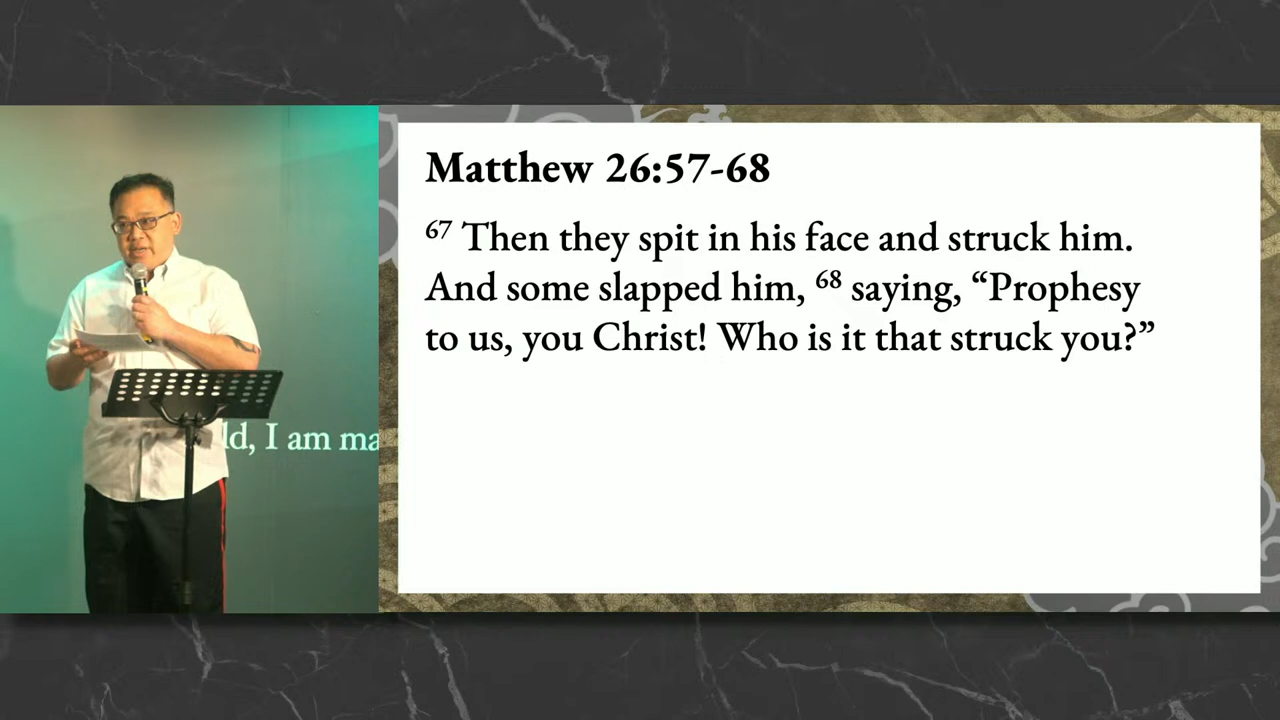 Matthew 26:57-68
67 Then they spit in his face and struck him.
And some slapped him, 68 saying, “Prophesy
to us, you Christ! Who is it that struck you?”
ld, I am ma